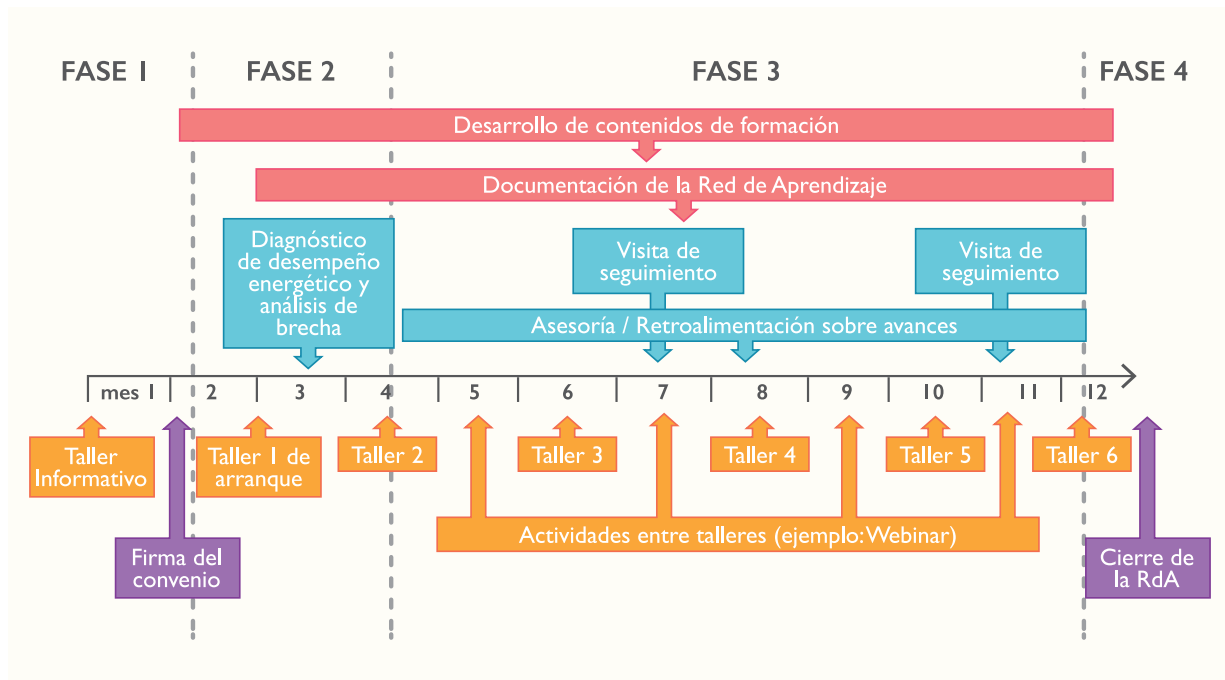 FASE 1
FASE 2
FASE 3
FASE 4
Desarrollo de contenidos de formación
Documentación de la Red de Aprendizaje
Diagnóstico
de desempeño
energético y
análisis de
brecha
Visita de
seguimiento
Visita de
seguimiento
Asesoría / Retroalimentación sobre avances
mes 1
2
3
4
5
6
7
8
9
10
11
12
Taller
Informativo
Taller 1 de
arranque
Taller 2
Taller 3
Taller 4
Taller 5
Taller 6
Actividades entre talleres (ejemplo: Webinar)
Firma del
convenio
Cierre de
la RdA